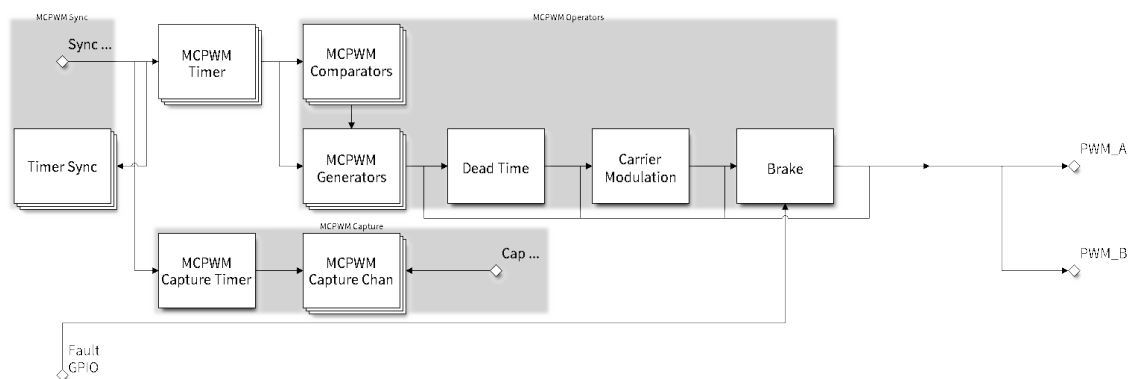 MCPWM Sync
MCPWM Operators
Sync ...
MCPWM
Timer
MCPWM
Comparators
Timer Sync
MCPWM
Generators
Dead Time
Carrier
Modulation
Brake
PWM_A
MCPWM Capture
MCPWM
Capture Timer
MCPWM
Capture Chan
Cap ...
PWM_B
Fault
GPIO